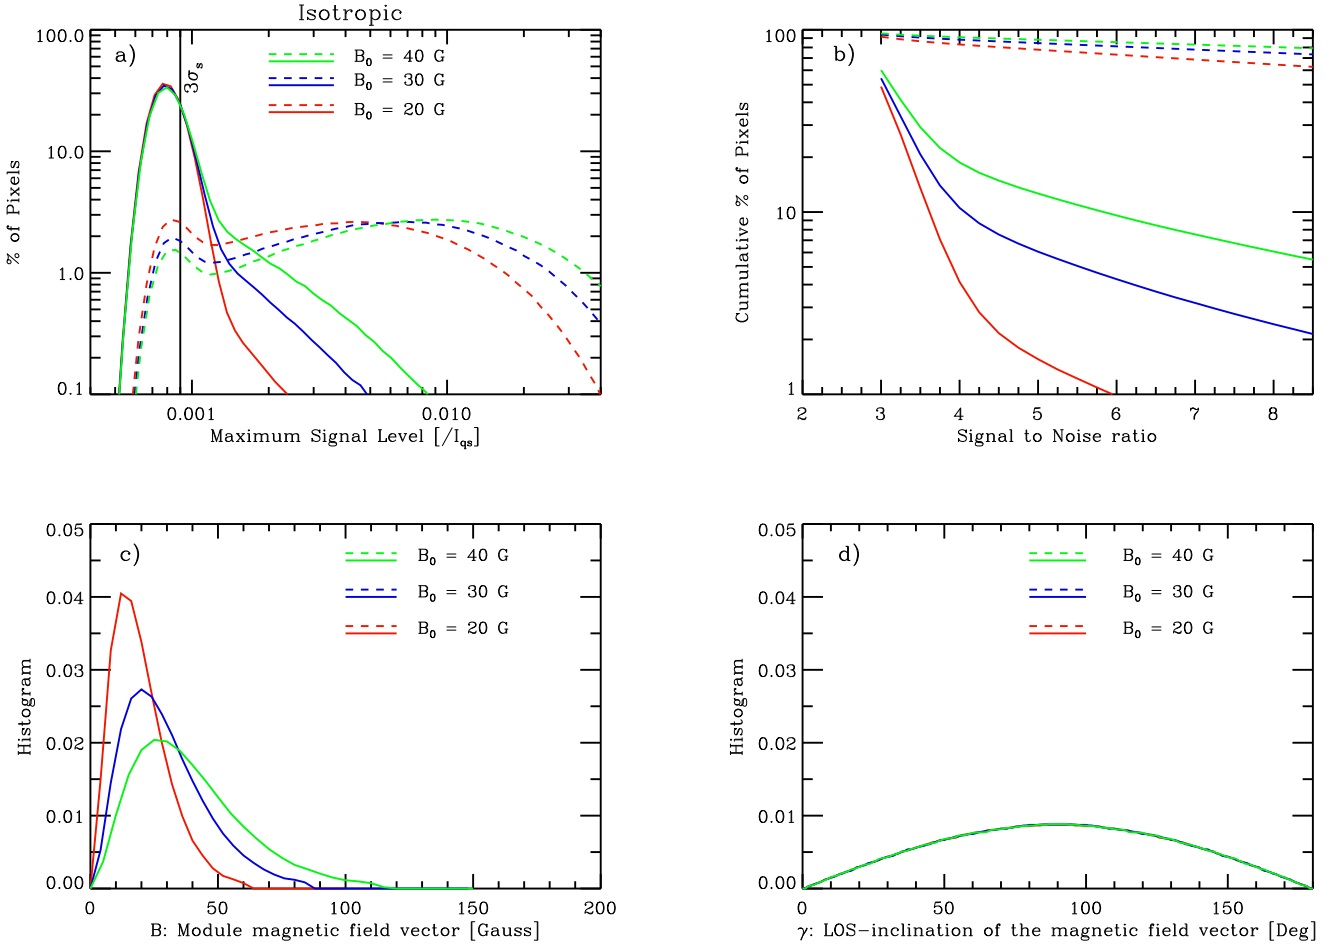 Isotropic
a)
3σs
B0 = 40 G
B0 = 30 G
B0 = 20 G
100.0
10.0
1.0
0.1
% of Pixels
0.001
0.010
Maximum Signal Level [/Iqs]
b)
100
10
1
Cumulative % of Pixels
2
3
4
5
6
7
8
Signal to Noise ratio
c)
B0 = 40 G
B0 = 30 G
B0 = 20 G
0.05
0.04
0.03
0.02
0.01
0.00
Histogram
0
50
100
150
200
B: Module magnetic field vector [Gauss]
d)
B0 = 40 G
B0 = 30 G
B0 = 20 G
0.05
0.04
0.03
0.02
0.01
0.00
Histogram
0
50
100
150
γ: LOS-inclination of the magnetic field vector [Deg]